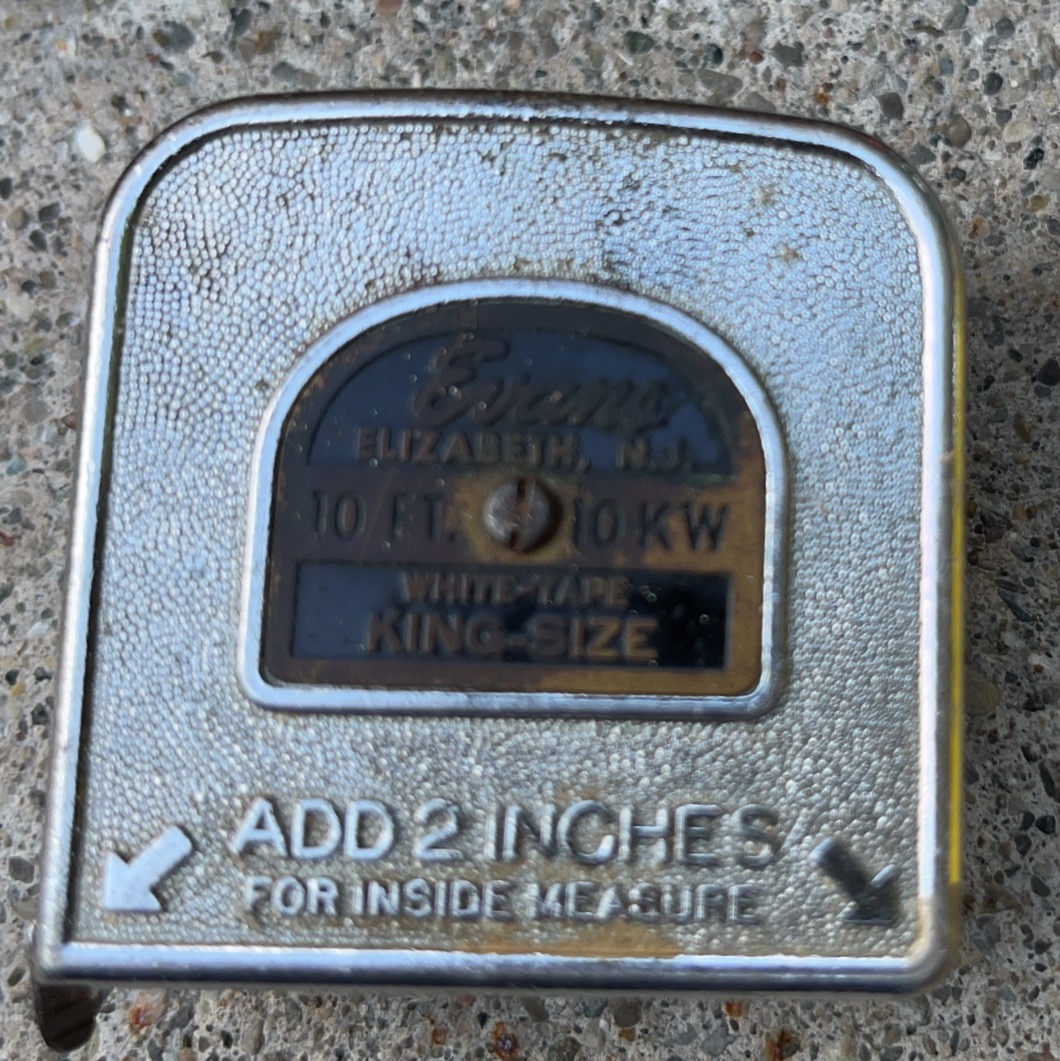 Evans
ELIZABETH, N.J.
10 FT. 10-KW
WHITE-TAPE
KING-SIZE
ADD 2 INCHES
FOR INSIDE MEASURE